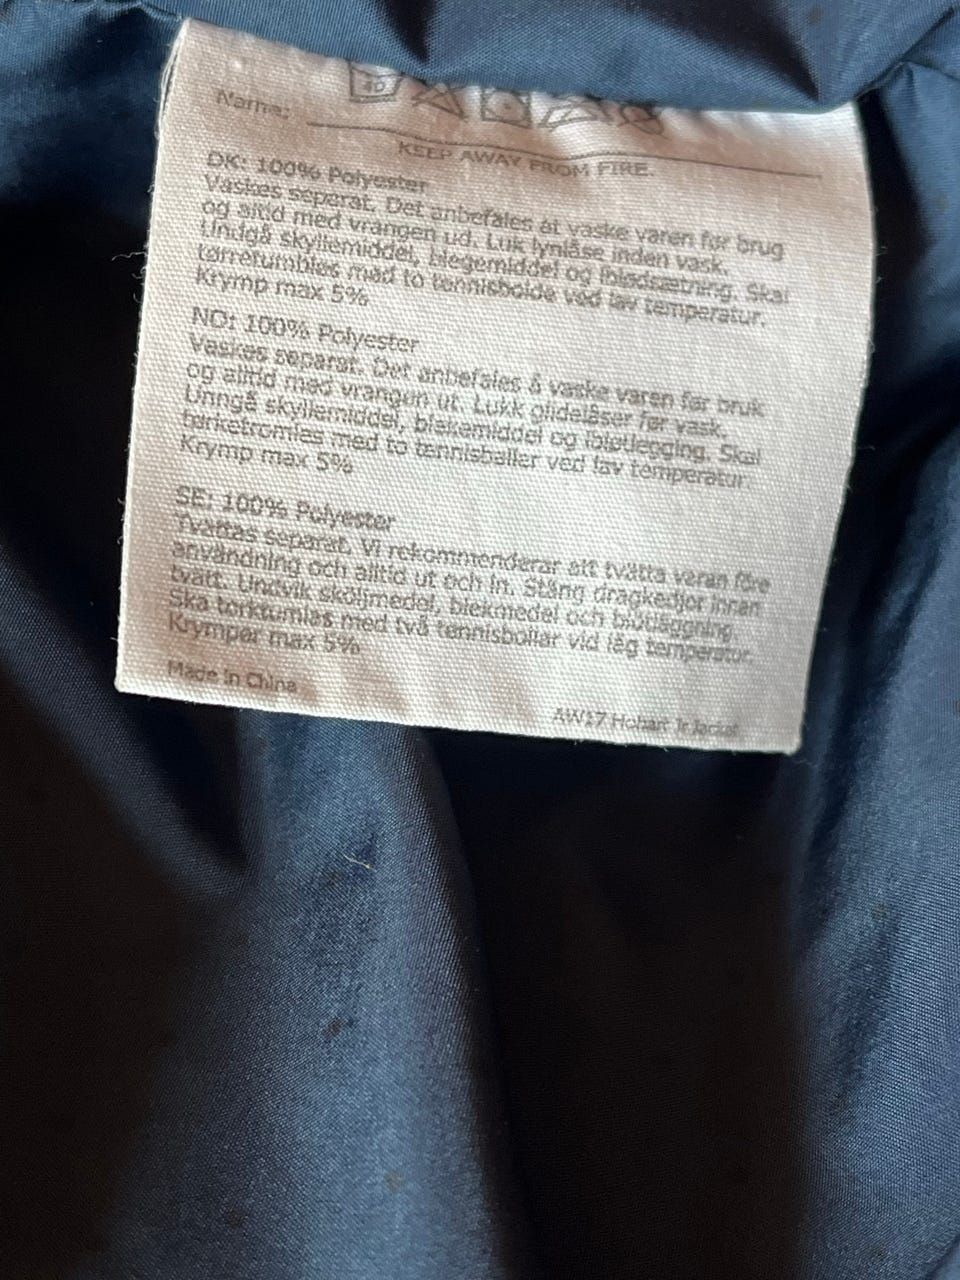 40
Name:
KEEP AWAY FROM FIRE.
DK: 100% Polyester
Vaskes separat. Det anbefales at vaske varen før brug
og altid med vrangen ud. Luk lynlåse inden vask.
Undgå skyllemiddel, blegemiddel og iblødsætning. Skal
tørretumbles med to tennisbolde ved lav temperatur.
Krymp max 5%
NO: 100% Polyester
Vaskes separat. Det anbefales å vaske varen før bruk
og alltid med vrangen ut. Lukk glidelåser før vask.
Unngå skyllemiddel, blekemiddel og ibløtlegging. Skal
tørketromles med to tennisballer ved lav temperatur.
Krymp max 5%
SE: 100% Polyester
Tvättas separat. Vi rekommenderar att tvätta varan före
användning och alltid ut och in. Stäng dragkedjor innan
tvätt. Undvik sköljmedel, blekmedel och blötläggning.
Ska torktumlas med två tennisbollar vid låg temperatur.
Krymper max 5%
Made in China
AW17 Hobart Jr Jacket